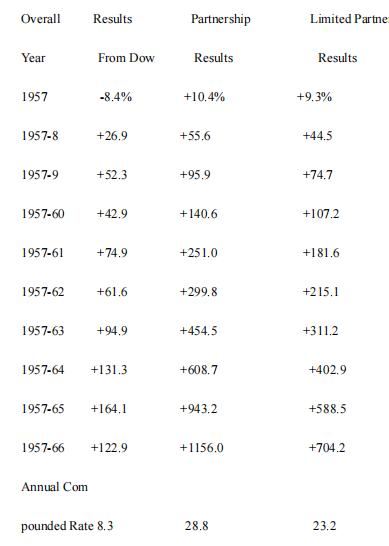 Overall Results Partnership Limited Partne
Year From Dow Results Results
1957 -8.4% +10.4% +9.3%
1957-8 +26.9 +55.6 +44.5
1957-9 +52.3 +95.9 +74.7
1957-60 +42.9 +140.6 +107.2
1957-61 +74.9 +251.0 +181.6
1957-62 +61.6 +299.8 +215.1
1957-63 +94.9 +454.5 +311.2
1957-64 +131.3 +608.7 +402.9
1957-65 +164.1 +943.2 +588.5
1957-66 +122.9 +1156.0 +704.2
Annual Com
pounded Rate 8.3 28.8 23.2